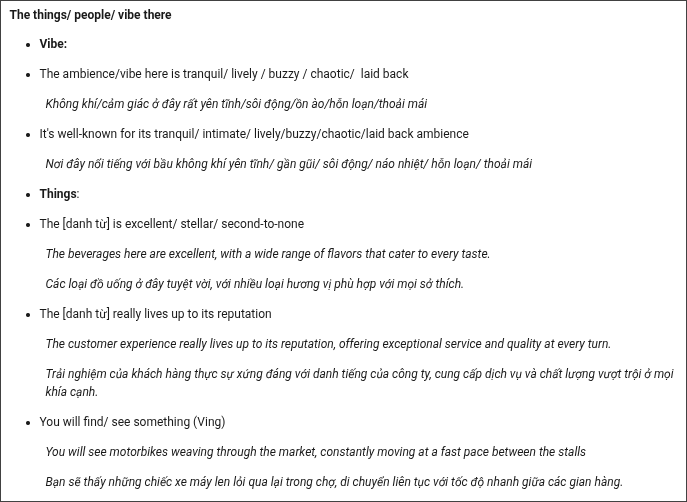 The things/ people/ vibe there
Vibe:
The ambience/vibe here is tranquil/ lively / buzzy / chaotic/  laid back
Không khí/cảm giác ở đây rất yên tĩnh/sôi động/ồn ào/hỗn loạn/thoải mái
It's well-known for its tranquil/ intimate/ lively/buzzy/chaotic/laid back ambience
Nơi đây nổi tiếng với bầu không khí yên tĩnh/ gần gũi/ sôi động/ náo nhiệt/ hỗn loạn/ thoải mái
Things:
The [danh từ] is excellent/ stellar/ second-to-none
The beverages here are excellent, with a wide range of flavors that cater to every taste.
Các loại đồ uống ở đây tuyệt vời, với nhiều loại hương vị phù hợp với mọi sở thích.
The [danh từ] really lives up to its reputation
The customer experience really lives up to its reputation, offering exceptional service and quality at every turn.
Trải nghiệm của khách hàng thực sự xứng đáng với danh tiếng của công ty, cung cấp dịch vụ và chất lượng vượt trội ở mọi
khía cạnh.
You will find/ see something (Ving)
You will see motorbikes weaving through the market, constantly moving at a fast pace between the stalls
Bạn sẽ thấy những chiếc xe máy len lỏi qua lại trong chợ, di chuyển liên tục với tốc độ nhanh giữa các gian hàng.